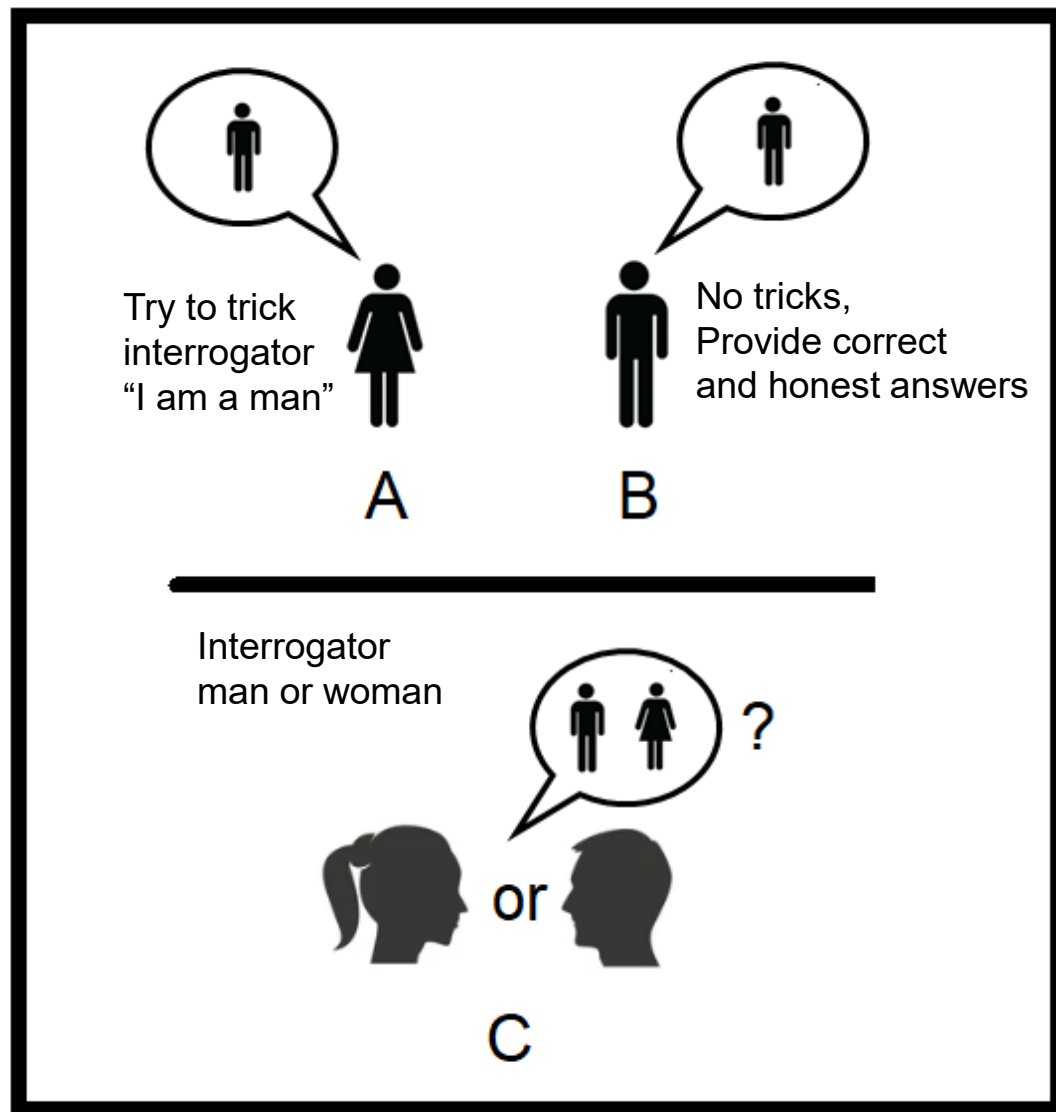 Try to trick
interrogator
“I am a man”
No tricks,
Provide correct
and honest answers
A
B
Interrogator
man or woman
?
or
C